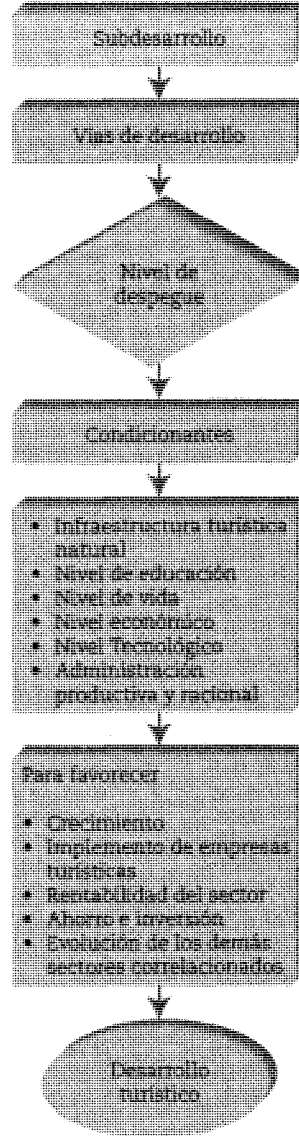 Subdesarrollo
Vías de desarrollo
Nivel de
despegue
Condicionantes
• Infraestructura turística
natural
• Nivel de educación
• Nivel de vida
• Nivel económico
• Nivel Tecnológico
• Administración
productiva y racional
Para favorecer
• Crecimiento
• Implemento de empresas
turísticas
• Rentabilidad del sector
• Ahorro e inversión
• Evolución de los demás
sectores correlacionados
Desarrollo
turístico